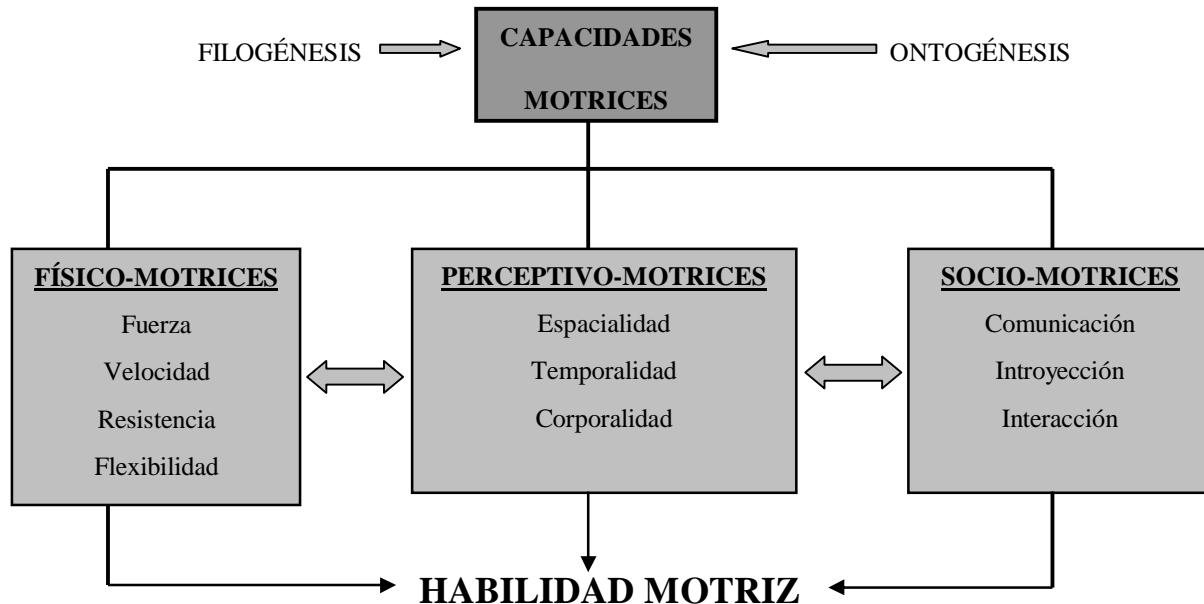 FILOGÉNESIS
CAPACIDADES
MOTRICES
ONTOGÉNESIS
FÍSICO-MOTRICES
Fuerza
Velocidad
Resistencia
Flexibilidad
PERCEPTIVO-MOTRICES
Espacialidad
Temporalidad
Corporalidad
SOCIO-MOTRICES
Comunicación
Introyección
Interacción
HABILIDAD MOTRIZ